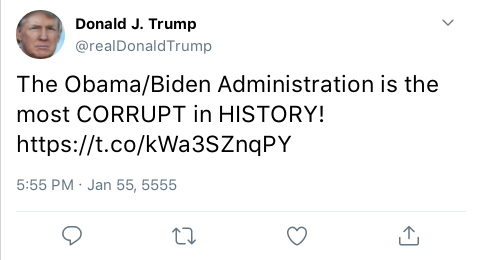 Donald J. Trump
@realDonaldTrump
The Obama/Biden Administration is the
most CORRUPT in HISTORY!
https://t.co/kWa3SZnqPY
5:55 PM · Jan 55, 5555